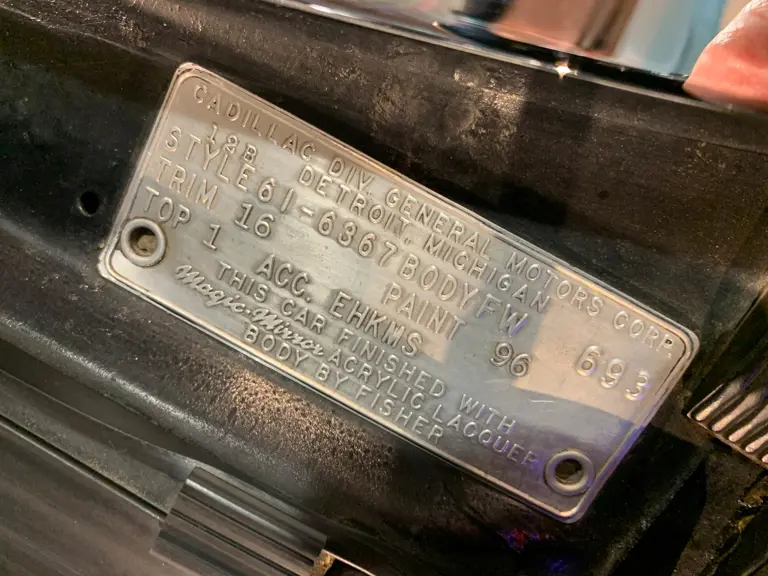 CADILLAC DIV. GENERAL MOTORS CORP.
12B DETROIT, MICHIGAN
STYLE 61-6367 BODY FW 693
TRIM 16 PAINT 96
TOP 1 ACC. EHKMS
THIS CAR FINISHED WITH
Magic-Mirror ACRYLIC LACQUER
BODY BY FISHER